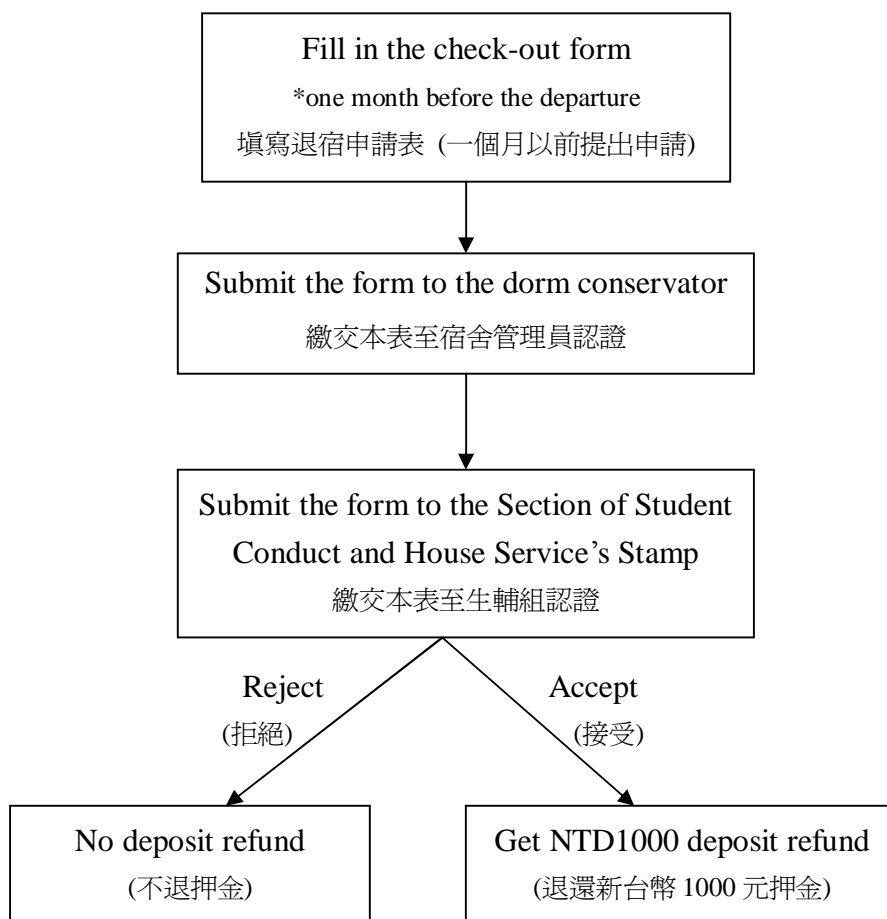 Fill in the check-out form
*one month before the departure
填寫退宿申請表 (一個月以前提出申請)
Submit the form to the dorm conservator
繳交本表至宿舍管理員認證
Submit the form to the Section of Student
Conduct and House Service’s Stamp
繳交本表至生輔組認證
Reject
(拒絕)
Accept
(接受)
No deposit refund
(不退押金)
Get NTD1000 deposit refund
(退還新台幣 1000 元押金)